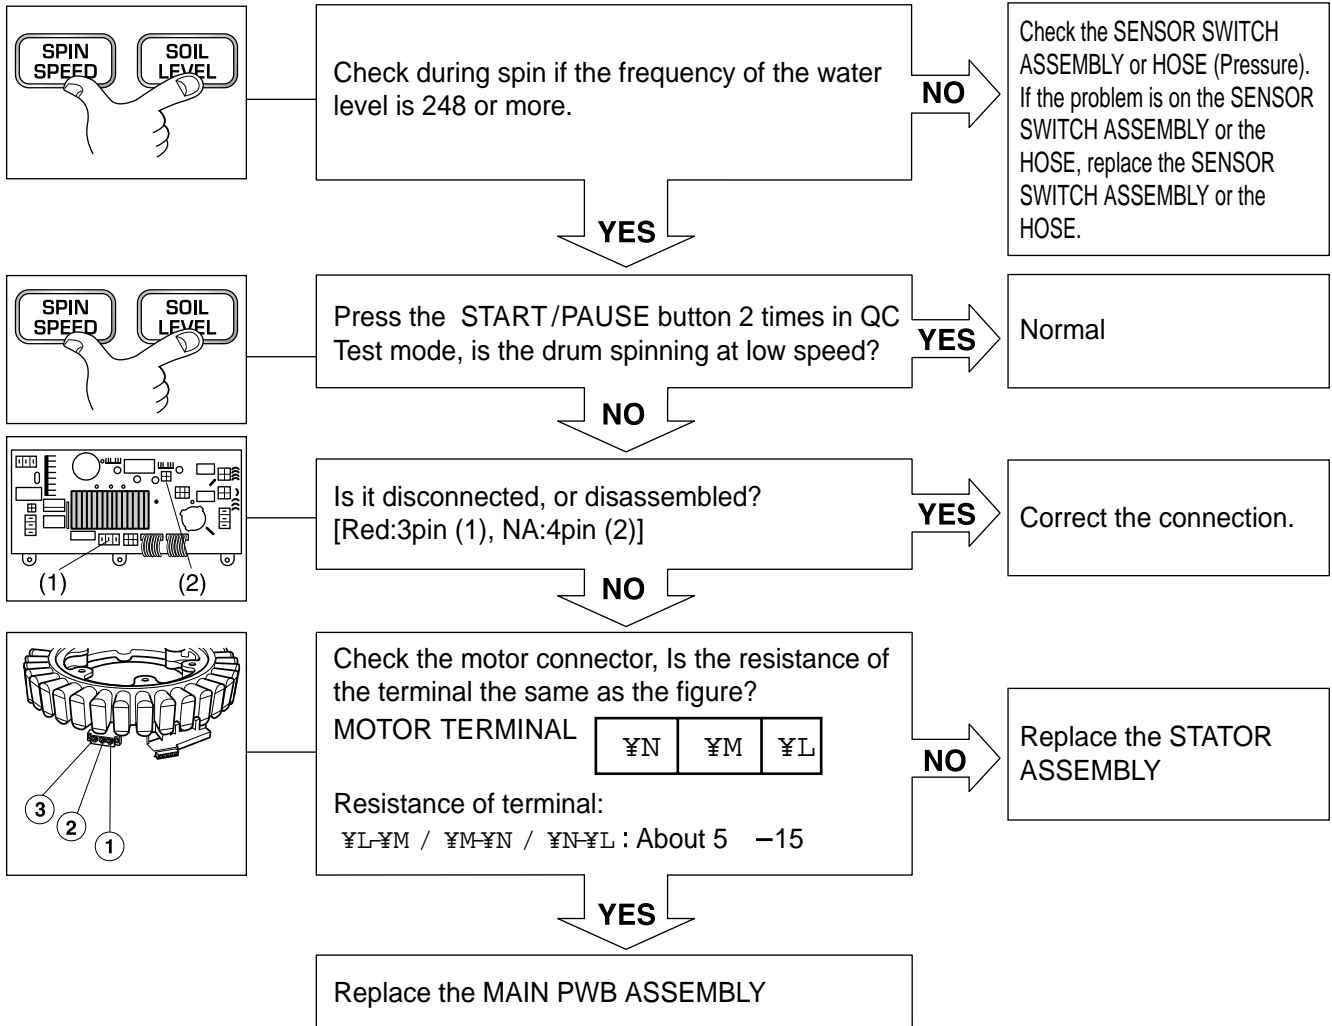 SPIN
SPEED
SOIL
LEVEL
Check during spin if the frequency of the water
level is 248 or more.
NO
Check the SENSOR SWITCH
ASSEMBLY or HOSE (Pressure).
If the problem is on the SENSOR
SWITCH ASSEMBLY or the
HOSE, replace the SENSOR
SWITCH ASSEMBLY or the
HOSE.
YES
SPIN
SPEED
SOIL
LEVEL
Press the START/PAUSE button 2 times in QC
Test mode, is the drum spinning at low speed?
YES
Normal
NO
(1)
(2)
Is it disconnected, or disassembled?
[Red:3pin (1), NA:4pin (2)]
YES
Correct the connection.
NO
3
2
1
Check the motor connector, Is the resistance of
the terminal the same as the figure?
MOTOR TERMINAL
¥N ¥M ¥L
Resistance of terminal:
¥L-¥M / ¥M-¥N / ¥N-¥L : About 5 –15
NO
Replace the STATOR
ASSEMBLY
YES
Replace the MAIN PWB ASSEMBLY